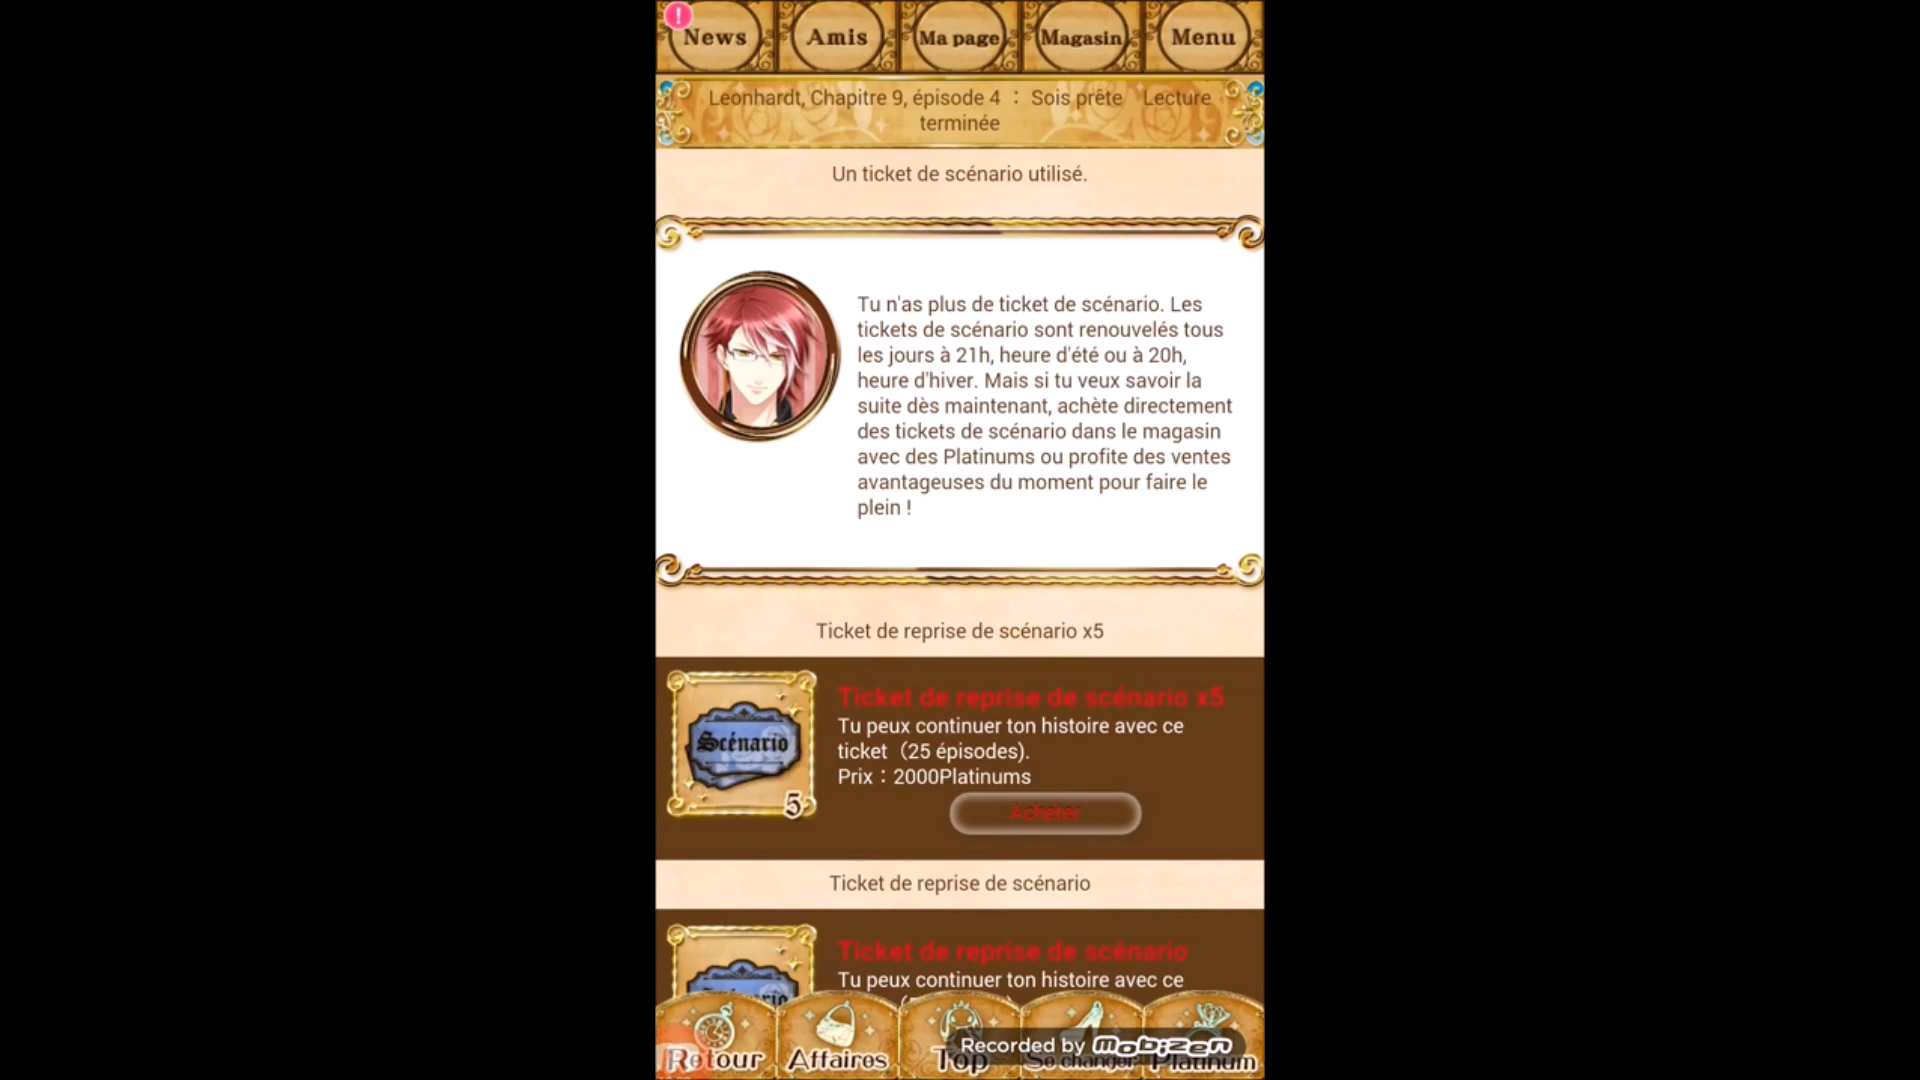 News Amis Ma page Magasin Menu
Leonhardt, Chapitre 9, épisode 4 : Sois prête Lecture
terminée
Un ticket de scénario utilisé.
Tu n'as plus de ticket de scénario. Les
tickets de scénario sont renouvelés tous
les jours à 21h, heure d'été ou à 20h,
heure d'hiver. Mais si tu veux savoir la
suite dès maintenant, achète directement
des tickets de scénario dans le magasin
avec des Platinums ou profite des ventes
avantageuses du moment pour faire le
plein !
Ticket de reprise de scénario x5
Ticket de reprise de scénario x5
Scénario
Tu peux continuer ton histoire avec ce
ticket (25 épisodes).
Prix : 2000Platinums
5
Acheter
Ticket de reprise de scénario
Ticket de reprise de scénario
Tu peux continuer ton histoire avec ce
Recorded by mobizen
Retour Affaires Top Se changer Platinum